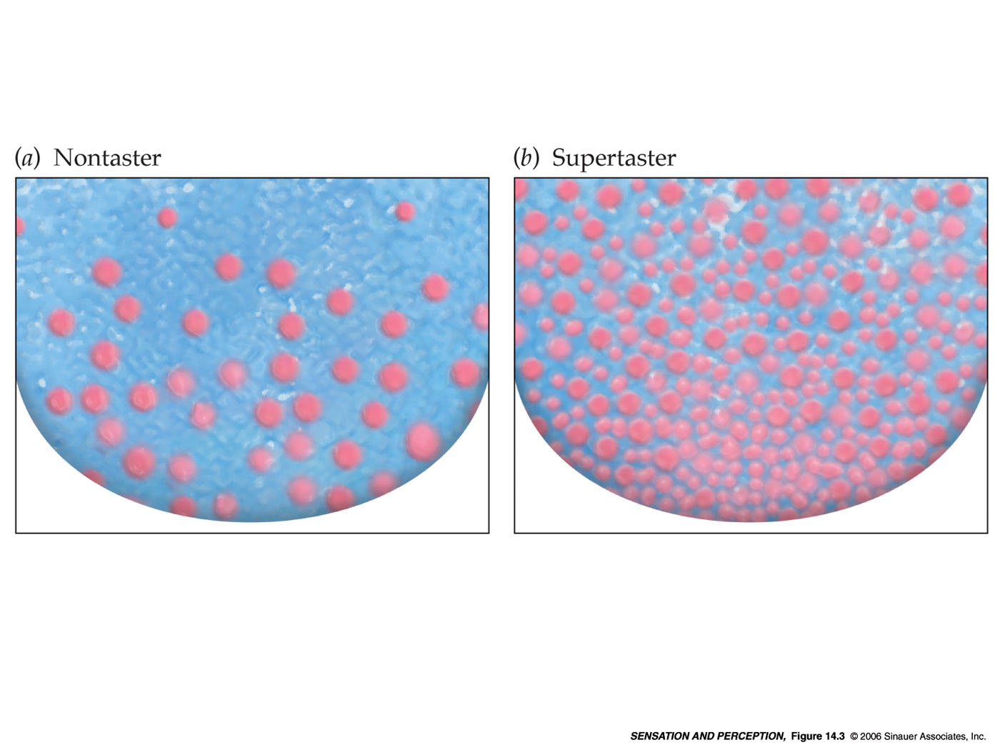 (a) Nontaster
(b) Supertaster
SENSATION AND PERCEPTION, Figure 14.3 © 2006 Sinauer Associates, Inc.